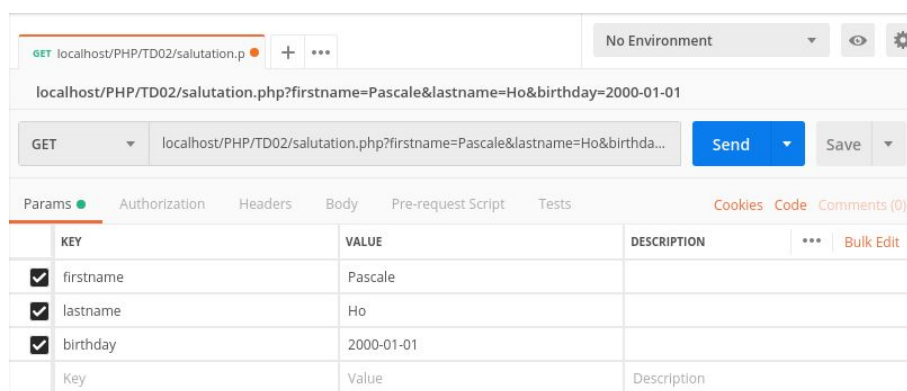 GET localhost/PHP/TD02/salutation.p + ••• No Environment
localhost/PHP/TD02/salutation.php?firstname=Pascale&lastname=Ho&birthday=2000-01-01
GET localhost/PHP/TD02/salutation.php?firstname=Pascale&lastname=Ho&birthda... Send Save
Params Authorization Headers Body Pre-request Script Tests Cookies Code Comments (0)
KEY VALUE DESCRIPTION ••• Bulk Edit
firstname Pascale
lastname Ho
birthday 2000-01-01
Key Value Description